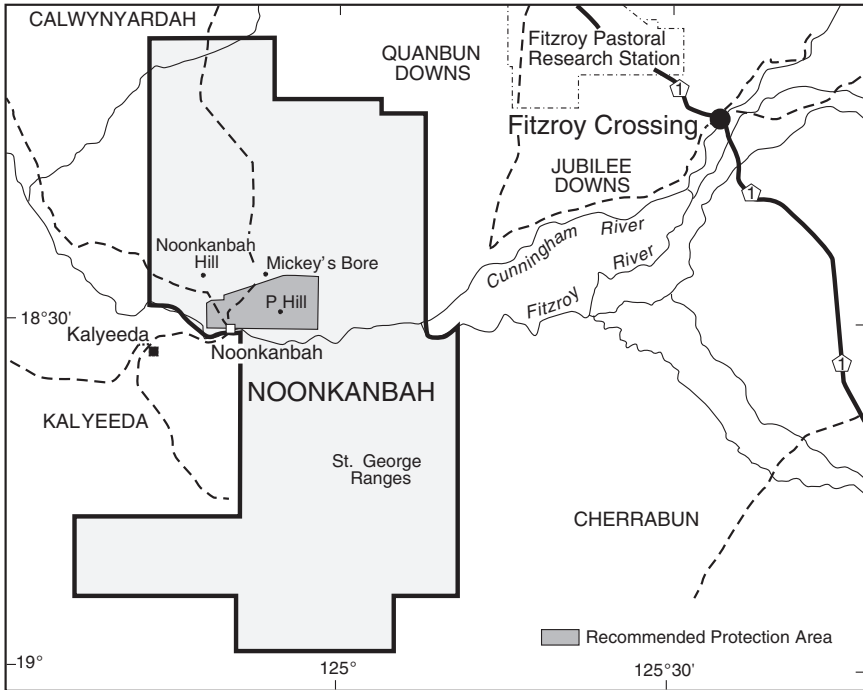 CALWYNYARDAH
QUANBUN
DOWNS
Fitzroy Pastoral
Research Station
1
Fitzroy Crossing
JUBILEE
DOWNS
1
Noonkanbah
Hill
Mickey's Bore
Cunningham River
P Hill
Fitzroy River
18°30'
Kalyeeda
Noonkanbah
1
NOONKANBAH
KALYEEDA
St. George
Ranges
CHERRABUN
Recommended Protection Area
19°
125°
125°30'